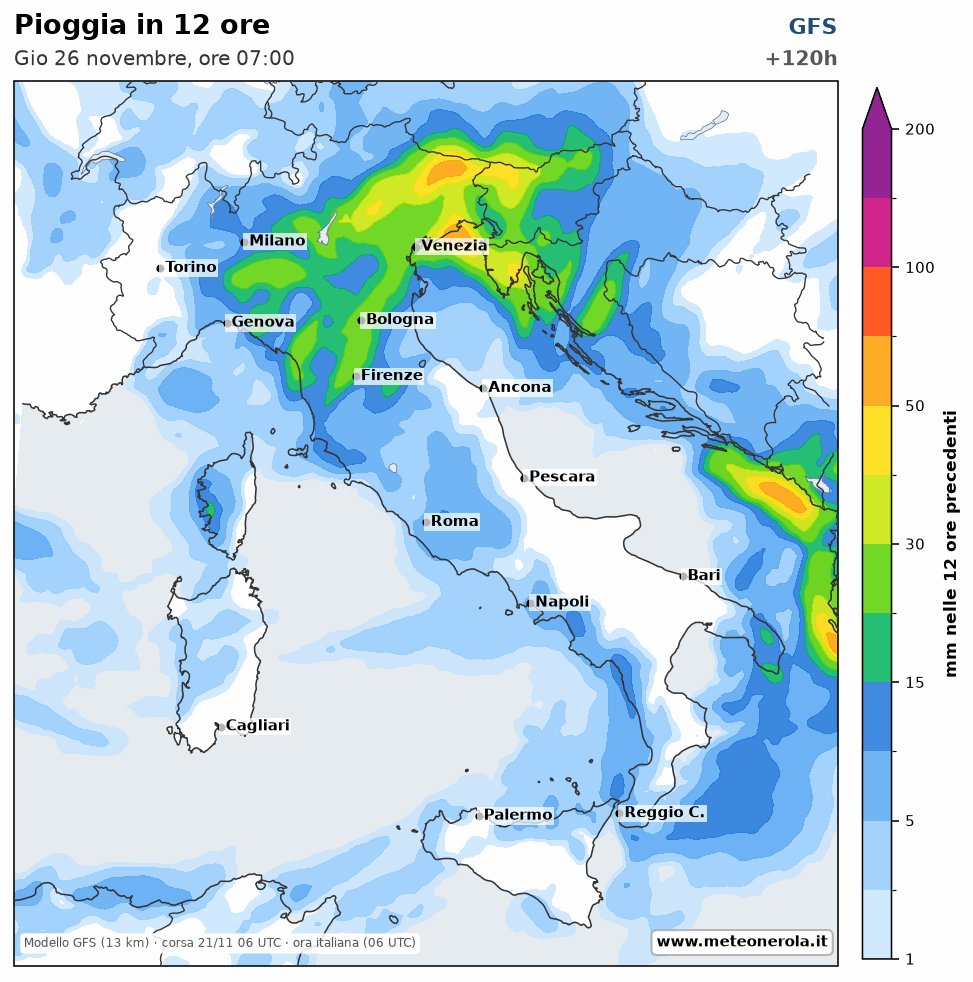 Pioggia in 12 ore
GFS
Gio 26 novembre, ore 07:00
+120h
200
100
50
30
15
5
1
mm nelle 12 ore precedenti
Milano
Venezia
Torino
Genova
Bologna
Firenze
Ancona
Pescara
Roma
Bari
Napoli
Cagliari
Palermo
Reggio C.
Modello GFS (13 km) · corsa 21/11 06 UTC · ora italiana (06 UTC)
www.meteonerola.it